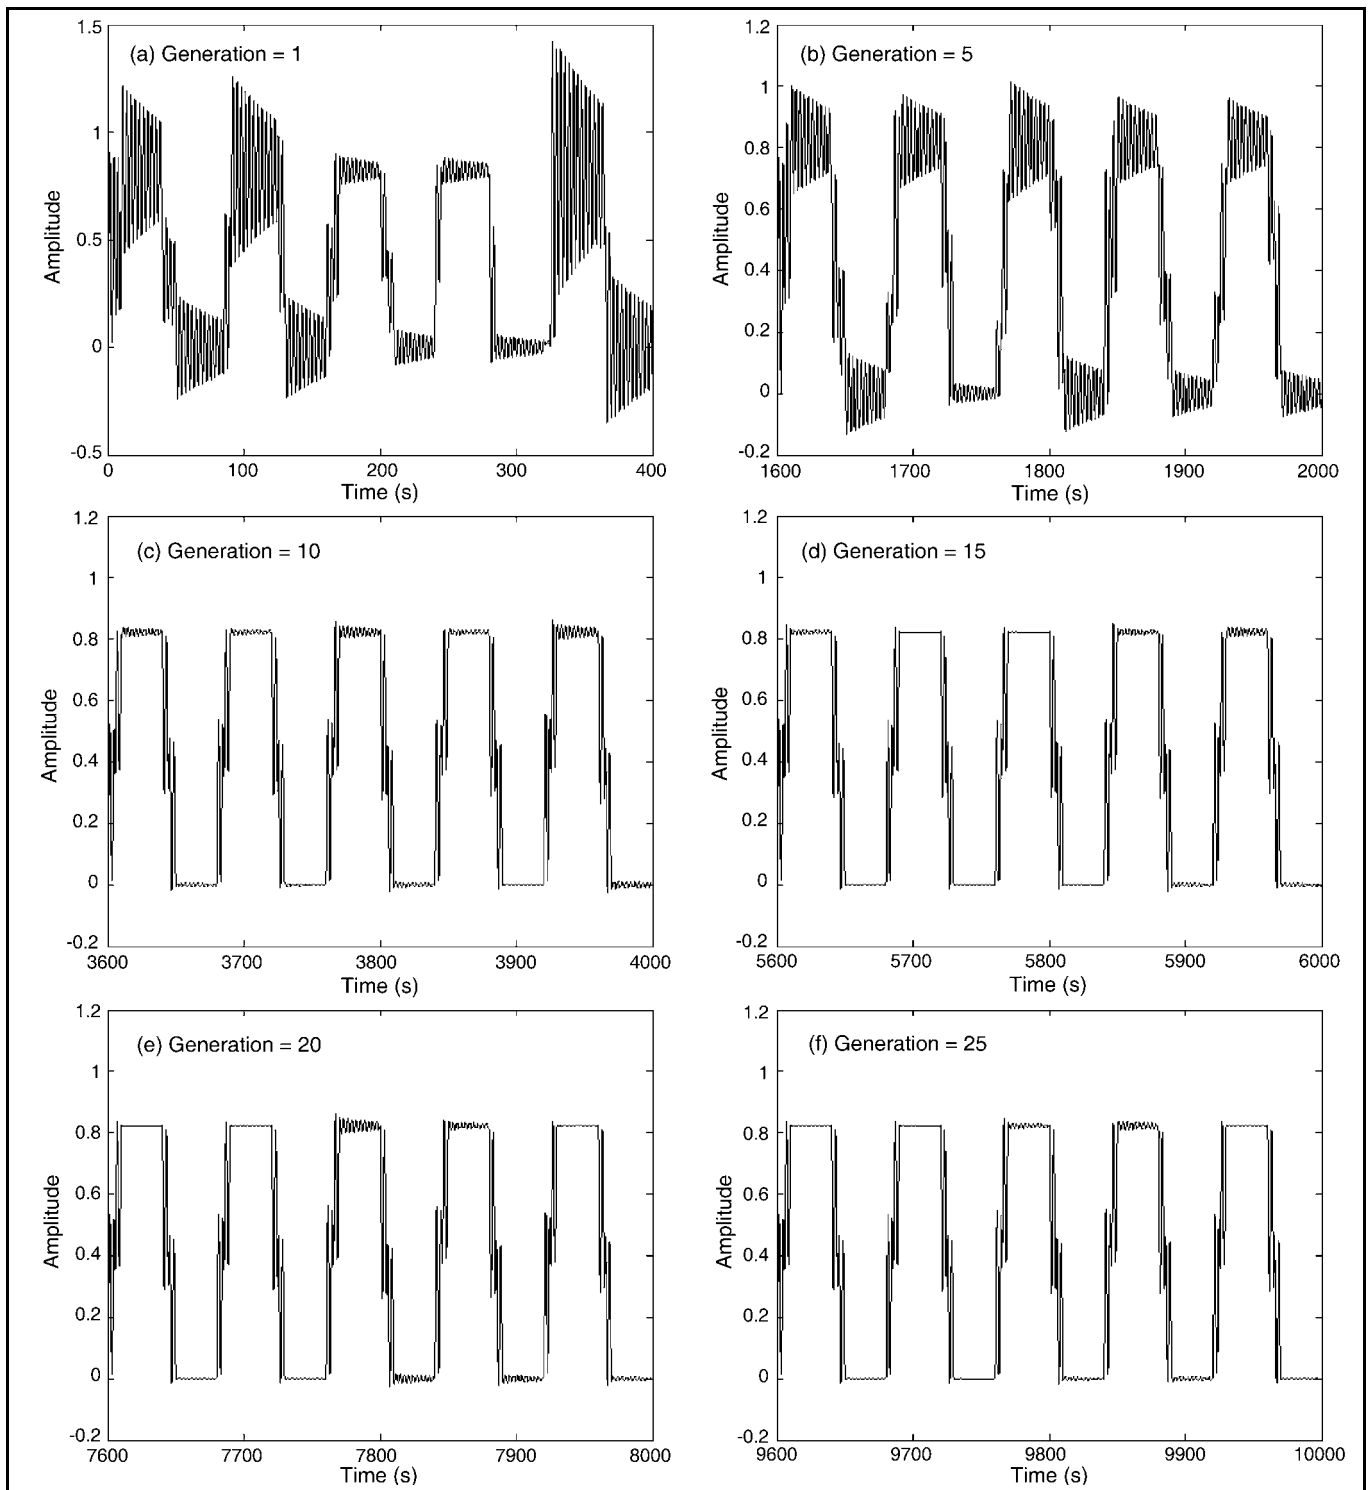 (a) Generation = 1
1.5
1
0.5
0
-0.5
Amplitude
0 100 200 300 400
Time (s)
(b) Generation = 5
1.2
1
0.8
0.6
0.4
0.2
0
-0.2
Amplitude
1600 1700 1800 1900 2000
Time (s)
(c) Generation = 10
1.2
1
0.8
0.6
0.4
0.2
0
-0.2
Amplitude
3600 3700 3800 3900 4000
Time (s)
(d) Generation = 15
1.2
1
0.8
0.6
0.4
0.2
0
-0.2
Amplitude
5600 5700 5800 5900 6000
Time (s)
(e) Generation = 20
1.2
1
0.8
0.6
0.4
0.2
0
-0.2
Amplitude
7600 7700 7800 7900 8000
Time (s)
(f) Generation = 25
1.2
1
0.8
0.6
0.4
0.2
0
-0.2
Amplitude
9600 9700 9800 9900 10000
Time (s)